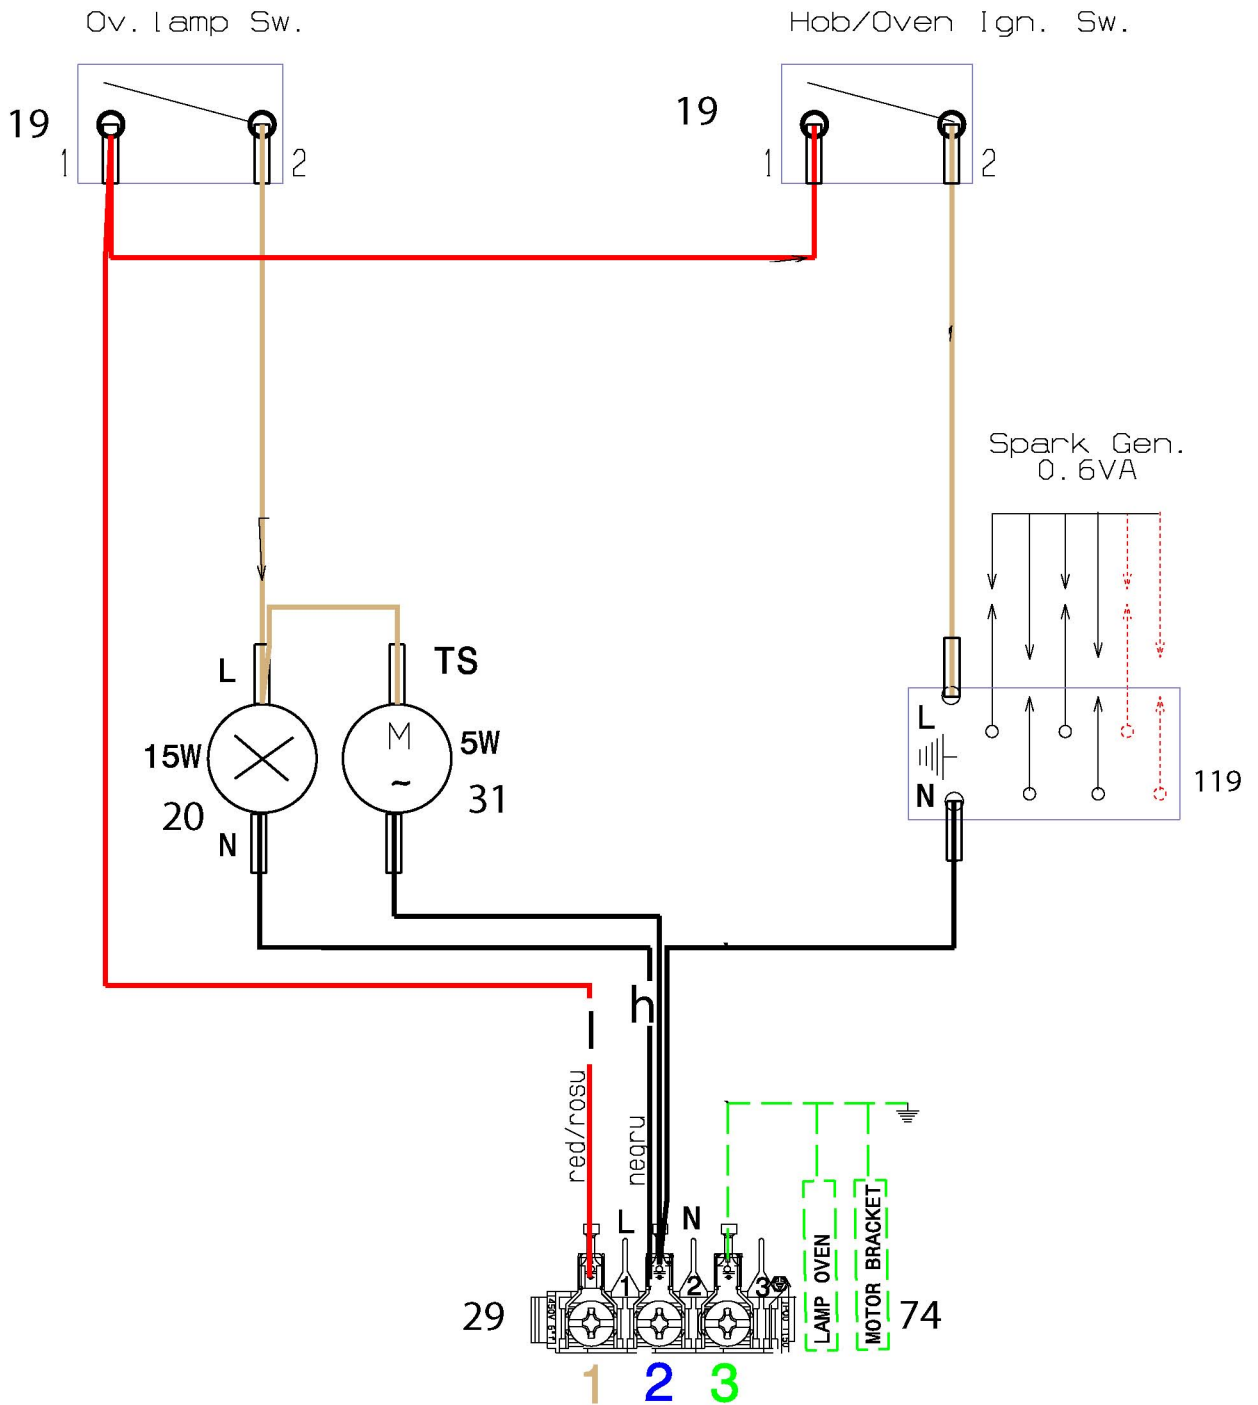 Ov.lamp Sw.
Hob/Oven Ign. Sw.
19
1
2
19
1
2
Spark Gen.
0.6VA
L
TS
15W
M
~
5W
20
31
N
L
N
119
h
l
red/rosu
negru
L
N
1
2
3
29
450V
LAMP OVEN
MOTOR BRACKET
74
1
2
3